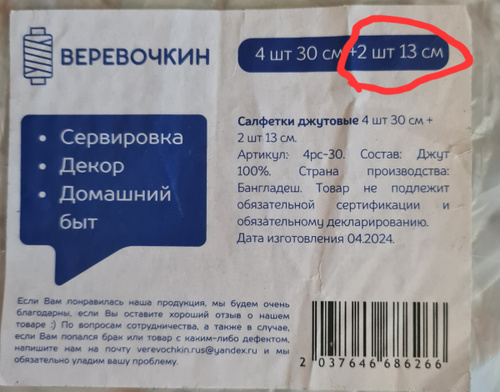 ВЕРЕВОЧКИН
4 шт 30 см +2 шт 13 см
• Сервировка
• Декор
• Домашний
быт
Салфетки джутовые 4 шт 30 см +
2 шт 13 см.
Артикул: 4рс-30. Состав: Джут
100%. Страна производства:
Бангладеш. Товар не подлежит
обязательной сертификации и
обязательному декларированию.
Дата изготовления 04.2024.
Если Вам понравилась наша продукция, мы будем очень
благодарны, если Вы оставите хороший отзыв о нашем
товаре :) По вопросам сотрудничества, а также в случае,
если Вам попался брак или товар с каким-либо дефектом,
напишите нам на почту verevochkin.rus@yandex.ru и мы
обязательно уладим вашу проблему.
2 037646 686266